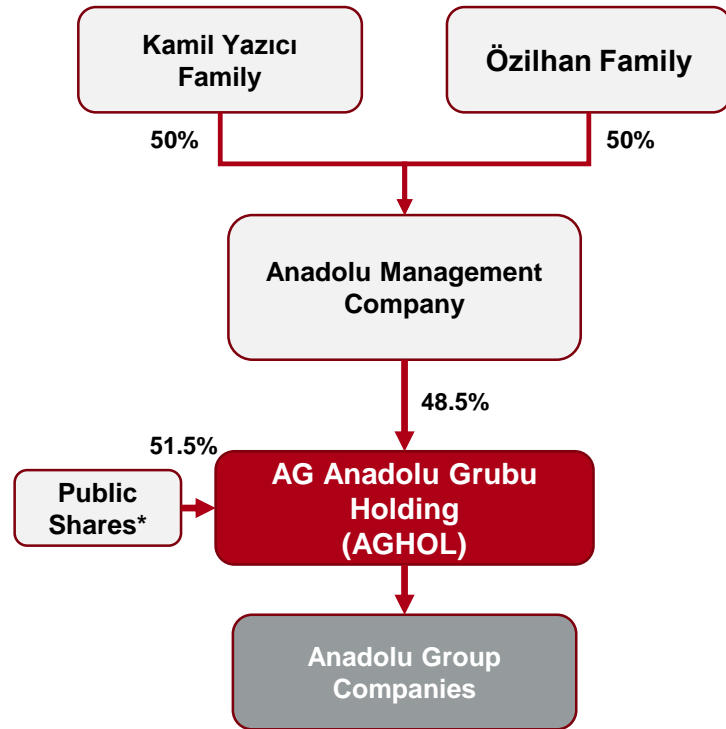 Kamil Yazıcı
Family
Özilhan Family
50%
50%
Anadolu Management
Company
48.5%
51.5%
Public
Shares*
AG Anadolu Grubu
Holding
(AGHOL)
Anadolu Group
Companies